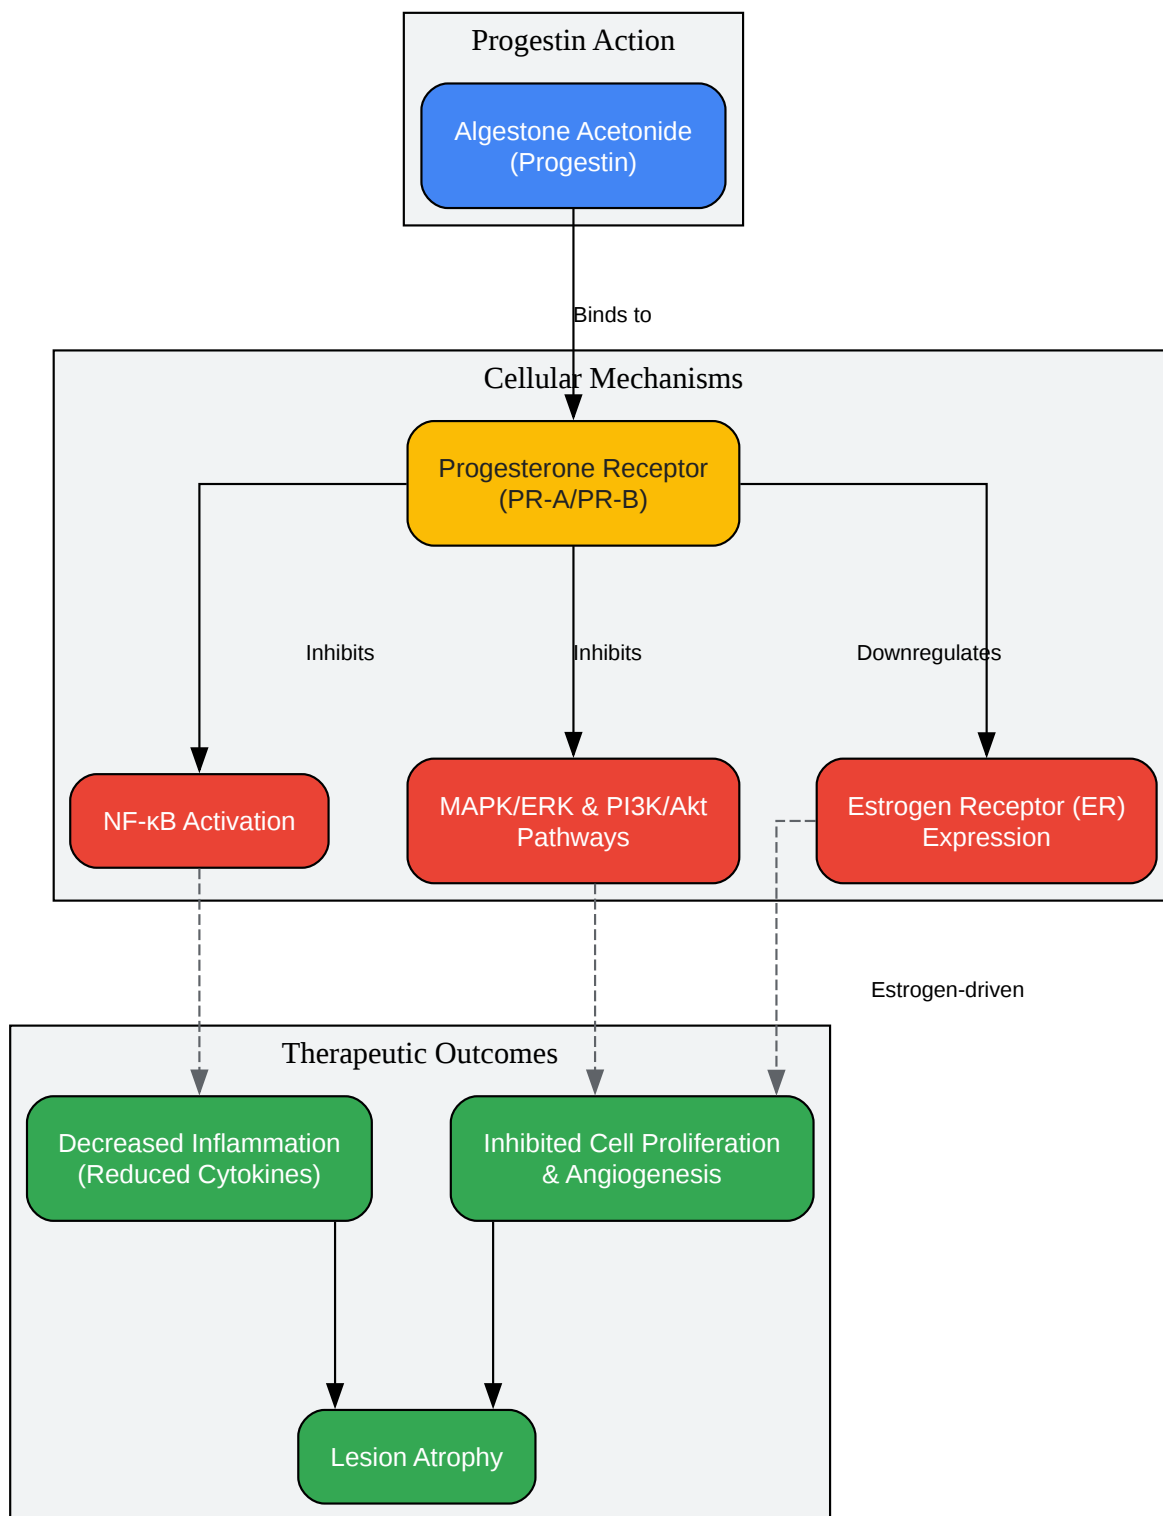 Progestin Action
Algestone Acetonide
(Progestin)
Binds to
Cellular Mechanisms
Progesterone Receptor
(PR-A/PR-B)
Inhibits
Inhibits
Downregulates
NF-κB Activation
MAPK/ERK & PI3K/Akt
Pathways
Estrogen Receptor (ER)
Expression
Estrogen-driven
Therapeutic Outcomes
Decreased Inflammation
(Reduced Cytokines)
Inhibited Cell Proliferation
& Angiogenesis
Lesion Atrophy